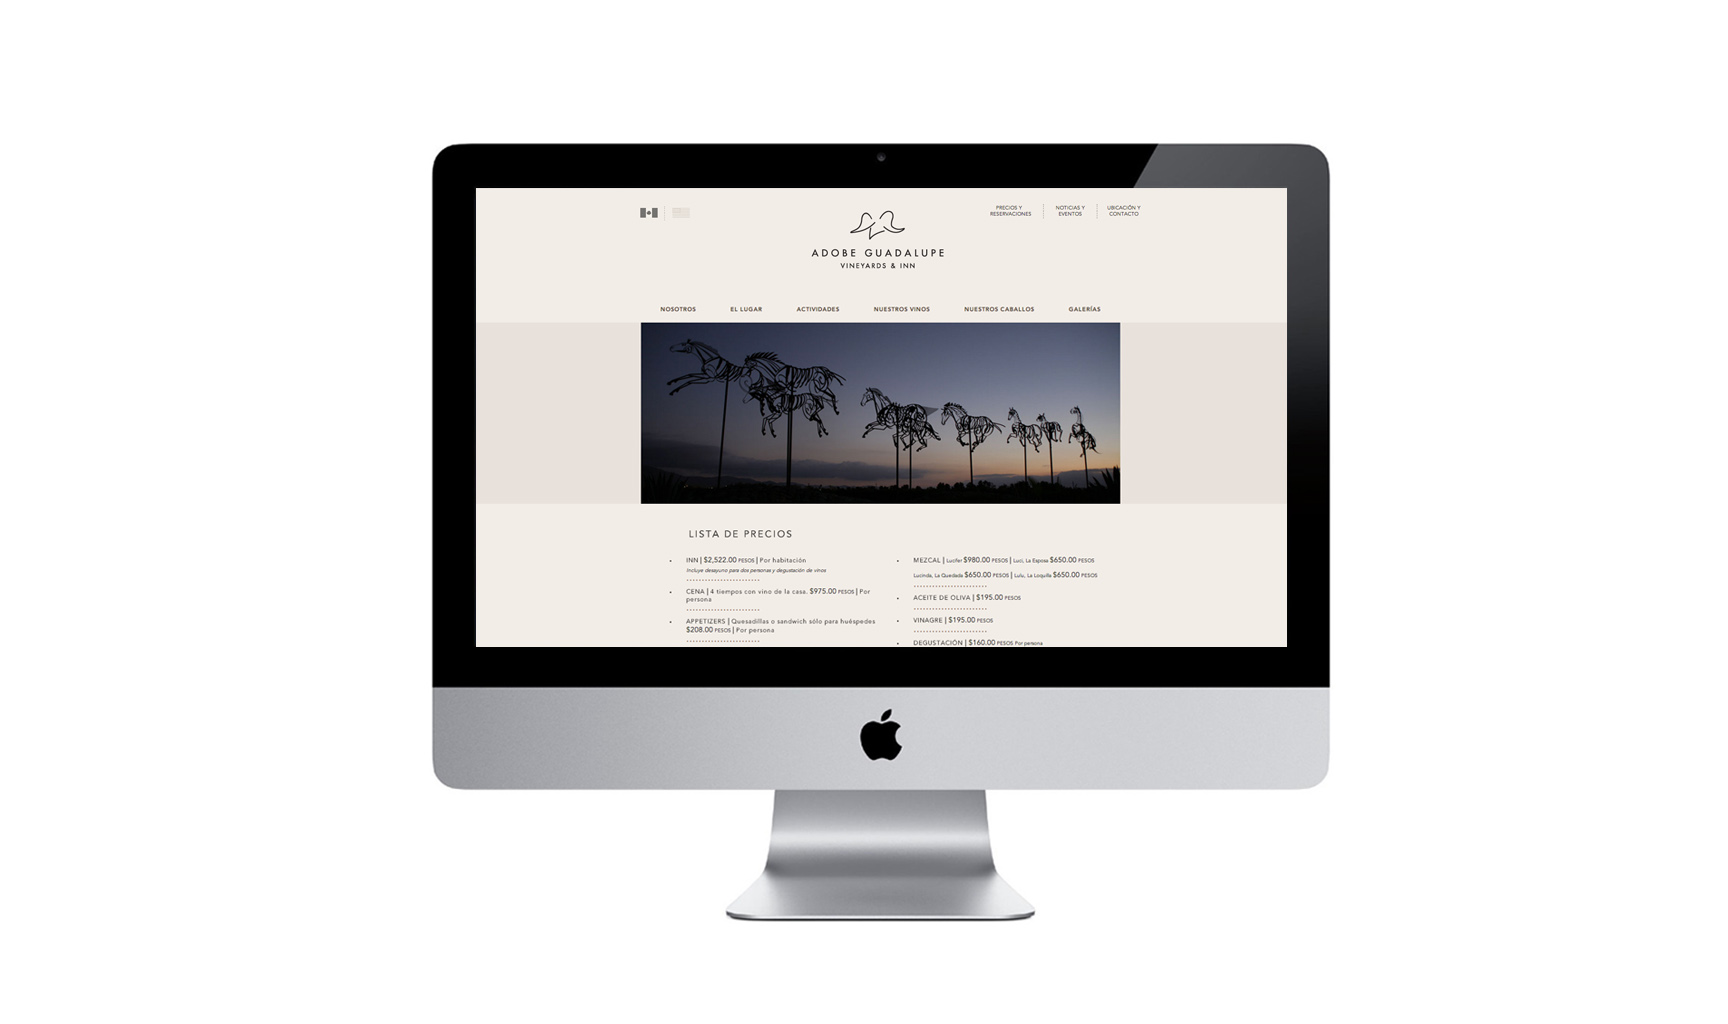 PRECIOS Y
RESERVACIONES
NOTICIAS Y
EVENTOS
UBICACIÓN Y
CONTACTO
ADOBE GUADALUPE
VINEYARDS & INN
NOSOTROS
EL LUGAR
ACTIVIDADES
NUESTROS VINOS
NUESTROS CABALLOS
GALERÍAS
LISTA DE PRECIOS
INN | $2,522.00 PESOS | Por habitación
Incluye desayuno para dos personas y degustación de vinos
CENA | 4 tiempos con vino de la casa. $975.00 PESOS | Por
persona
APPETIZERS | Quesadillas o sandwich sólo para huéspedes
$208.00 PESOS | Por persona
MEZCAL | Lucifer $980.00 PESOS | Luci, La Esposa $650.00 PESOS
Lucinda, La Quedada $650.00 PESOS | Lulu, La Loquilla $650.00 PESOS
ACEITE DE OLIVA | $195.00 PESOS
VINAGRE | $195.00 PESOS
DEGUSTACIÓN | $160.00 PESOS Por persona